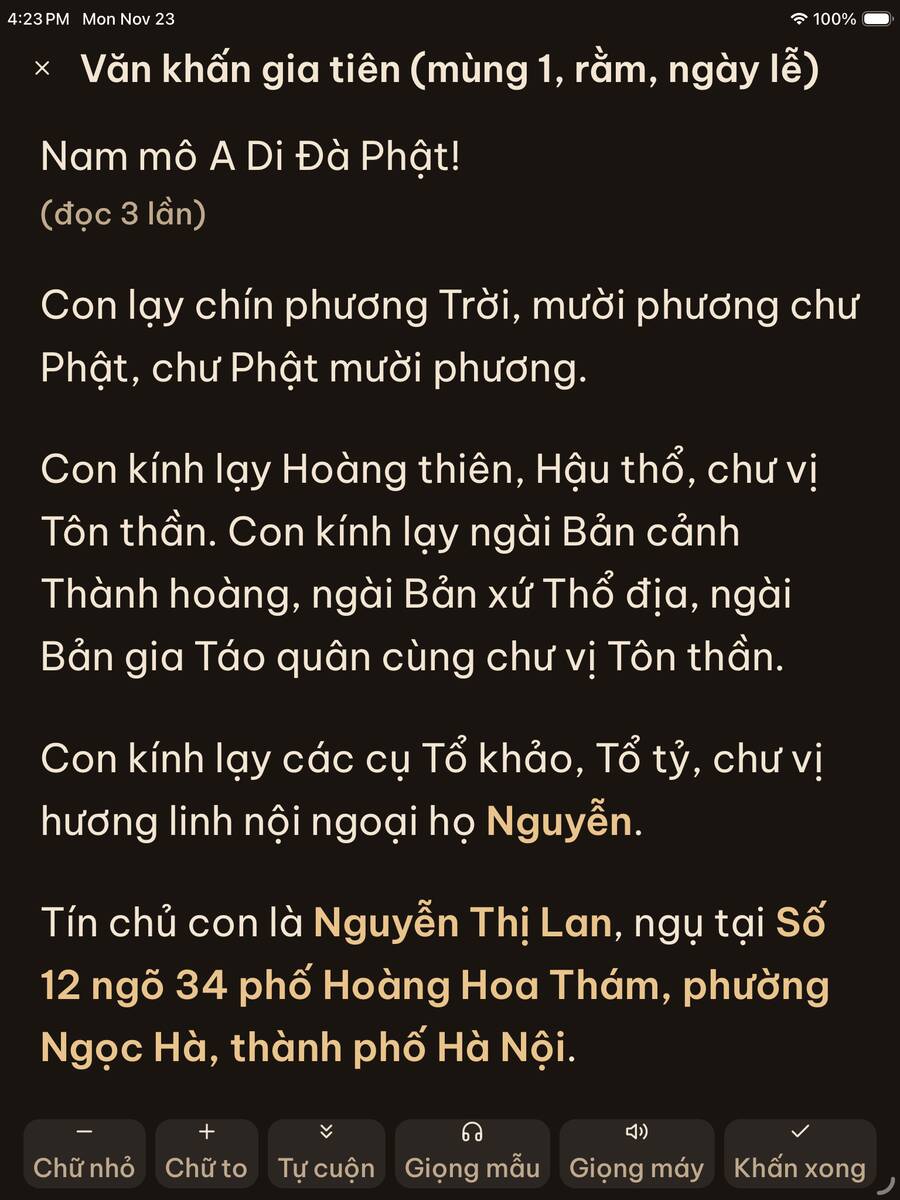 4:23 PM Mon Nov 23 100%
× Văn khấn gia tiên (mùng 1, rằm, ngày lễ)
Nam mô A Di Đà Phật!
(đọc 3 lần)
Con lạy chín phương Trời, mười phương chư
Phật, chư Phật mười phương.
Con kính lạy Hoàng thiên, Hậu thổ, chư vị
Tôn thần. Con kính lạy ngài Bản cảnh
Thành hoàng, ngài Bản xứ Thổ địa, ngài
Bản gia Táo quân cùng chư vị Tôn thần.
Con kính lạy các cụ Tổ khảo, Tổ tỷ, chư vị
hương linh nội ngoại họ Nguyễn.
Tín chủ con là Nguyễn Thị Lan, ngụ tại Số
12 ngõ 34 phố Hoàng Hoa Thám, phường
Ngọc Hà, thành phố Hà Nội.
Chữ nhỏ Chữ to Tự cuộn Giọng mẫu Giọng máy Khấn xong